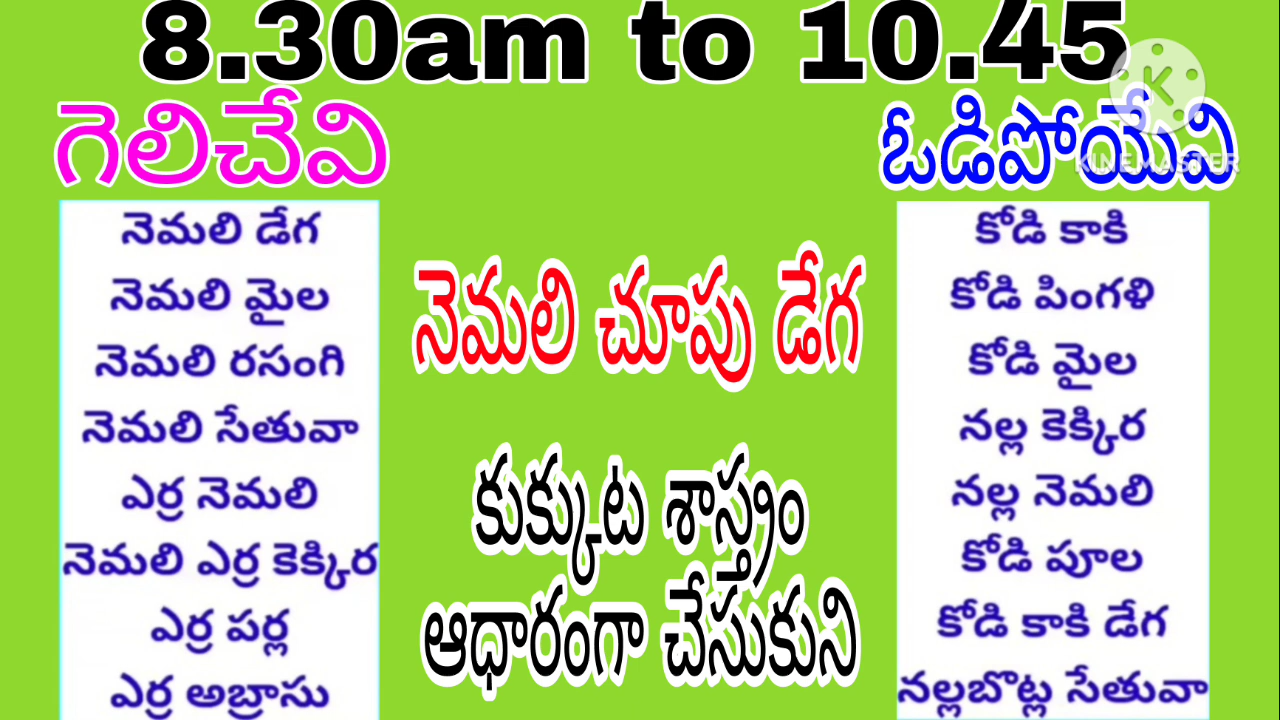 8.30am to 10.45
గెలిచేవి
ఓడిపోయేవి
KINEMASTER
నెమలి డేగ
నెమలి మైల
నెమలి రసంగి
నెమలి సేతువా
ఎర్ర నెమలి
నెమలి ఎర్ర కెక్కిర
ఎర్ర పర్ల
ఎర్ర అబ్రాసు
నెమలి చూపు డేగ
కుక్కుట శాస్త్రం
ఆధారంగా చేసుకుని
కోడి కాకి
కోడి పింగళి
కోడి మైల
నల్ల కెక్కిర
నల్ల నెమలి
కోడి పూల
కోడి కాకి డేగ
నల్లబొట్ల సేతువా